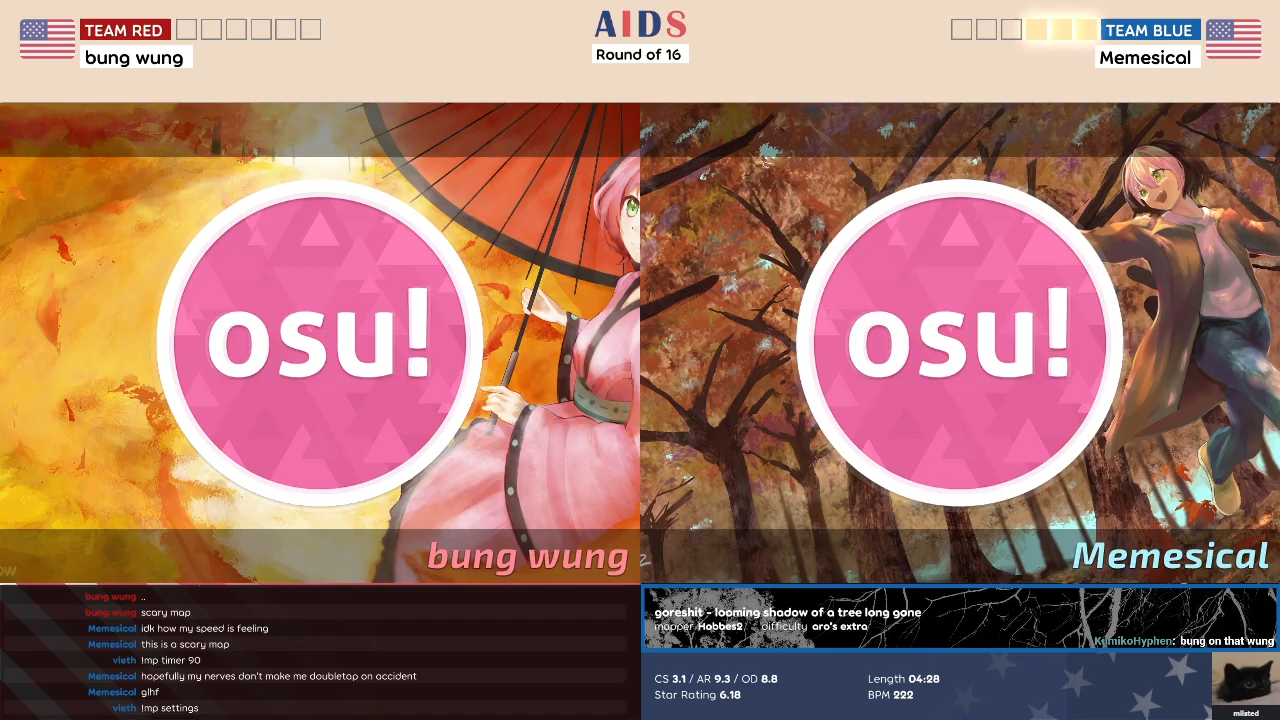 TEAM RED
bung wung
AIDS
Round of 16
TEAM BLUE
Memesical
osu!
osu!
bung wung
Memesical
bung wung ..
bung wung scary map
Memesical idk how my speed is feeling
Memesical this is a scary map
vleth !mp timer 90
Memesical hopefully my nerves don't make me doubletap on accident
Memesical glhf
vleth !mp settings
goreshit - looming shadow of a tree long gone
mapper Hobbes2 difficulty aro's extra
KumikoHyphen: bung on that wung
CS 3.1 / AR 9.3 / OD 8.8
Star Rating 6.18
Length 04:28
BPM 222
mlisted